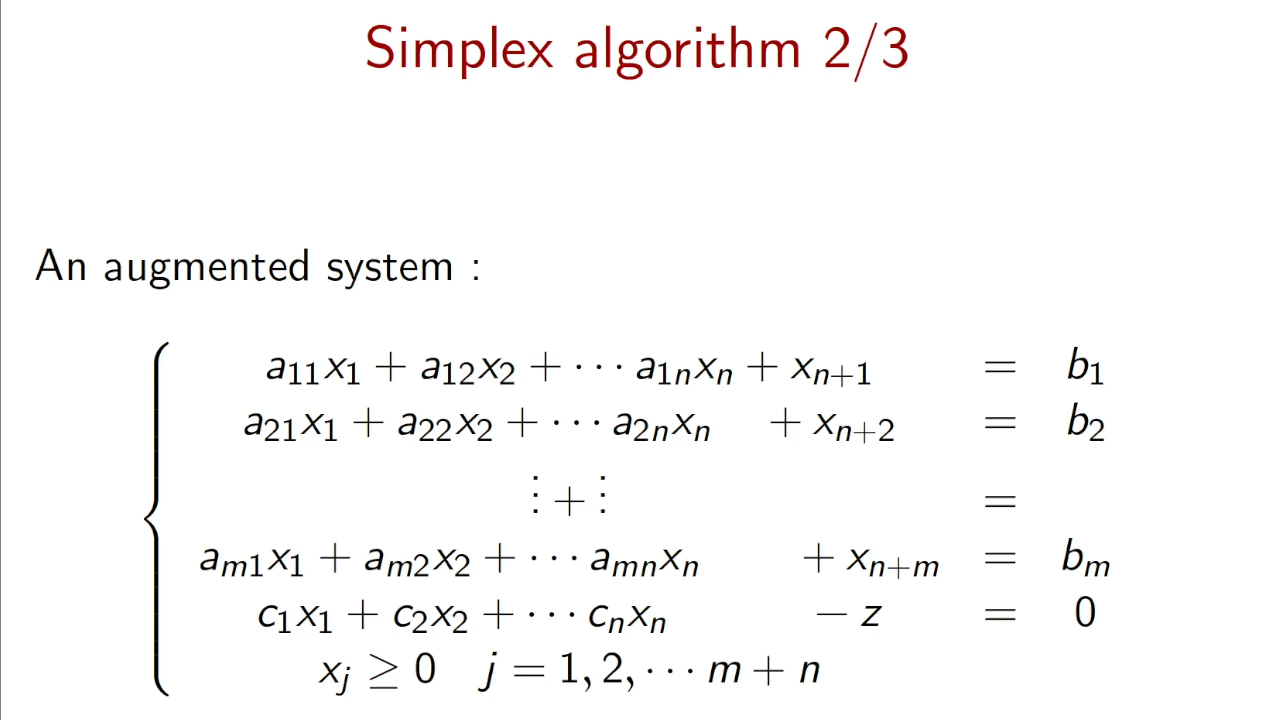 Simplex algorithm 2/3
An augmented system :
a₁₁x₁ + a₁₂x₂ + ⋯ a₁ₙxₙ + xₙ₊₁ = b₁
a₂₁x₁ + a₂₂x₂ + ⋯ a₂ₙxₙ + xₙ₊₂ = b₂
⋮ + ⋮ =
aₘ₁x₁ + aₘ₂x₂ + ⋯ aₘₙxₙ + xₙ₊ₘ = bₘ
c₁x₁ + c₂x₂ + ⋯ cₙxₙ − z = 0
xⱼ ≥ 0 j = 1, 2, ⋯ m + n